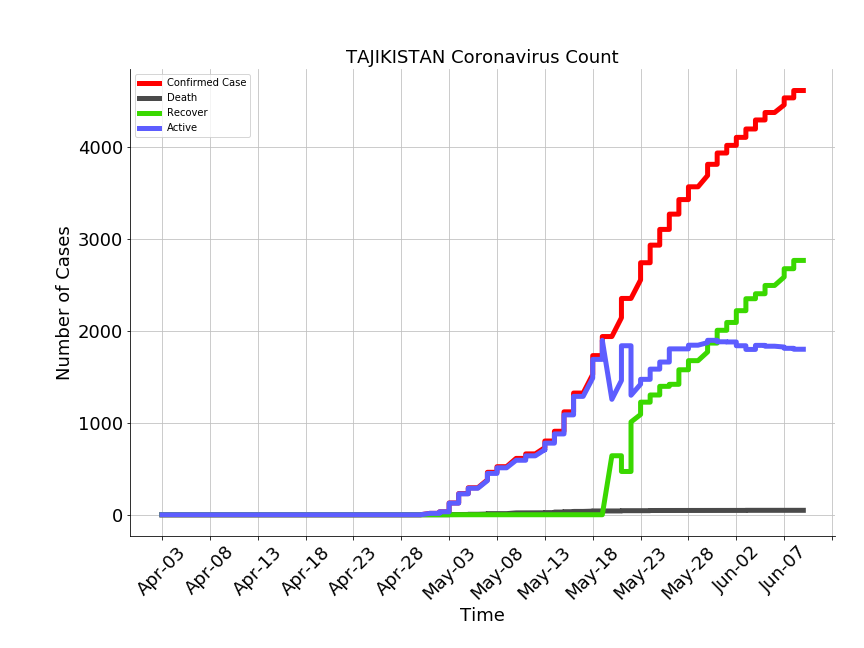 TAJIKISTAN Coronavirus Count
Confirmed Case
Death
Recover
Active
Number of Cases
4000
3000
2000
1000
0
Apr-03
Apr-08
Apr-13
Apr-18
Apr-23
Apr-28
May-03
May-08
May-13
May-18
May-23
May-28
Jun-02
Jun-07
Time